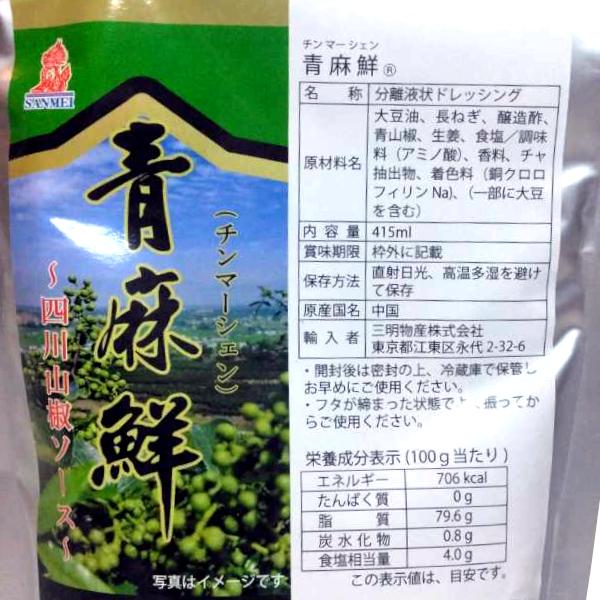 SANMEI
青麻鮮
(チンマーシェン)
～四川山椒ソース～
写真はイメージです
チンマーシェン
青麻鮮®
名 称 分離液状ドレッシング
原材料名 大豆油、長ねぎ、醸造酢、
青山椒、生姜、食塩／調味
料（アミノ酸）、香料、チャ
抽出物、着色料（銅クロロ
フィリンNa)、（一部に大豆
を含む）
内容量 415ml
賞味期限 枠外に記載
保存方法 直射日光、高温多湿を避け
て保存
原産国名 中国
輸入者 三明物産株式会社
東京都江東区永代 2-32-6
・開封後は密封の上、冷蔵庫で保管し
お早めにご使用ください。
・フタが締まった状態でよく振ってか
らご使用ください。
栄養成分表示 (100g当たり)
エネルギー 706 kcal
たんぱく質 0g
脂 質 79.6g
炭水化物 0.8g
食塩相当量 4.0g
この表示値は、目安です。